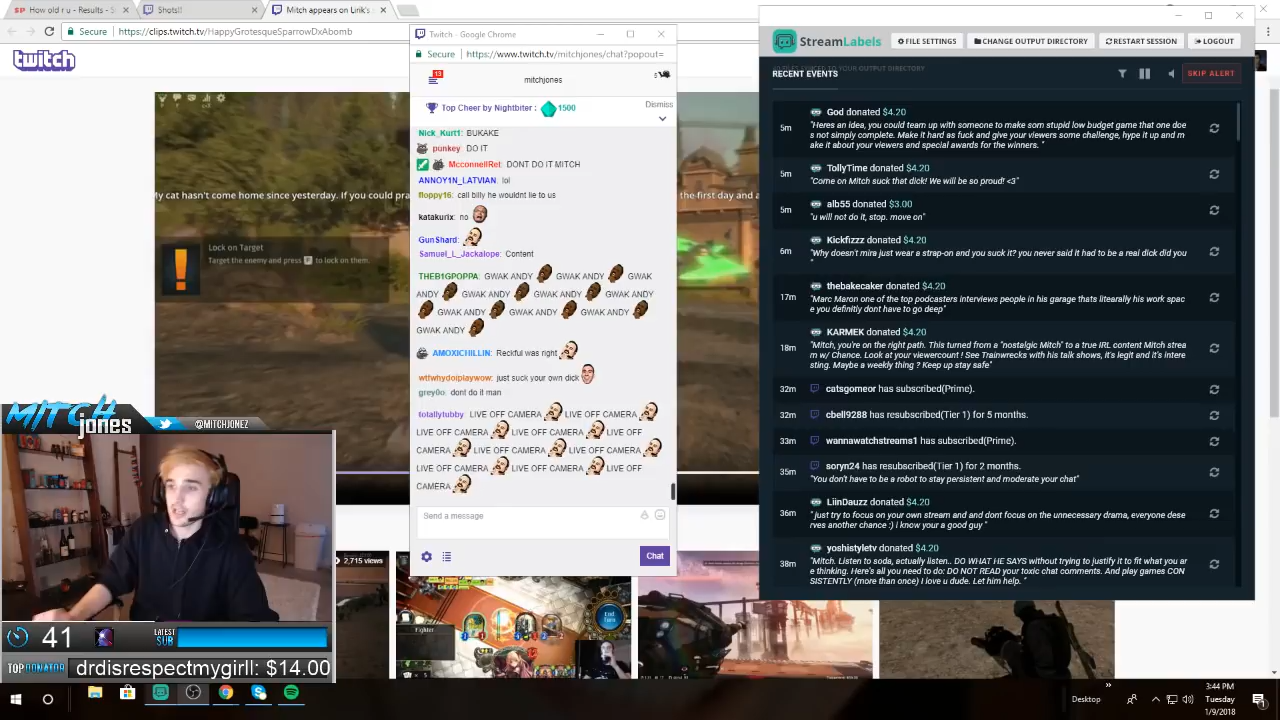 How old r u - Results
Mitch appears on Link's
Secure
https://clips.twitch.tv/HappyGrotesqueSparrowDxAbomb
twitch
Twitch - Google Chrome
Secure
https://www.twitch.tv/mitchjones/chat?popout=
13
mitchjones
Top Cheer by Nightbiter :
1500
Dismiss
Nick_Kurt1: BUKAKE
punkey: DO IT
McconnellRet: DONT DO IT MITCH
ANNOY1N_LATVIAN: lol
floppy16: call billy he wouldnt lie to us
katakurix: no
GunShard:
Samuel_L_Jackalope: Content
THEB1GPOPPA: GWAK ANDY GWAK ANDY GWAK
ANDY GWAK ANDY GWAK ANDY GWAK ANDY
GWAK ANDY GWAK ANDY GWAK ANDY
GWAK ANDY
AMOXICHILLIN: Reckful was right
wtfwhydoiplaywow: just suck your own dick
grey0o: dont do it man
totallytubby: LIVE OFF CAMERA LIVE OFF CAMERA
LIVE OFF CAMERA LIVE OFF CAMERA LIVE OFF
CAMERA LIVE OFF CAMERA LIVE OFF CAMERA
LIVE OFF CAMERA LIVE OFF CAMERA LIVE OFF
CAMERA
Send a message
Chat
My cat hasn't come home since yesterday. If you could pra
the first day and a
Lock on Target
Target the enemy and press to lock on them.
StreamLabels
FILE SETTINGS
CHANGE OUTPUT DIRECTORY
RESTART SESSION
LOGOUT
RECENT EVENTS
SKIP ALERT
God donated $4.20
5m
"Heres an idea, you could team up with someone to make som stupid low budget game that one doe
s not simply complete. Make it hard as fuck and give your viewers some challenge, hype it up and m
ake it about your viewers and special awards for the winners. "
TollyTime donated $4.20
5m
"Come on Mitch suck that dick! We will be so proud! <3"
alb55 donated $3.00
5m
"u will not do it, stop. move on"
Kickfizzz donated $4.20
6m
"Why doesn't mira just wear a strap-on and you suck it? you never said it had to be a real dick did you
"
thebakecaker donated $4.20
17m
"Marc Maron one of the top podcasters interviews people in his garage thats literally his work spac
e you definitly dont have to go deep"
KARMEK donated $4.20
18m
"Mitch, you're on the right path. This turned from a "nostalgic Mitch" to a true IRL content Mitch strea
m w/ Chance. Look at your viewercount ! See Trainwrecks with his talk shows, it's legit and it's intere
sting. Maybe a weekly thing ? Keep up stay safe"
32m
catsgomeor has subscribed(Prime).
32m
cbell9288 has resubscribed(Tier 1) for 5 months.
33m
wannawatchstreams1 has subscribed(Prime).
35m
soryn24 has resubscribed(Tier 1) for 2 months.
"You don't have to be a robot to stay persistent and moderate your chat"
LiinDauzz donated $4.20
36m
" just try to focus on your own stream and and dont focus on the unnecessary drama, everyone dese
rves another chance :) i know your a good guy "
yoshistyletv donated $4.20
38m
"Mitch. Listen to soda, actually listen.. DO WHAT HE SAYS without trying to justify it to fit what you ar
e thinking. Here's all you need to do: DO NOT READ your toxic chat comments. And play games CON
SISTENTLY (more than once) I love u dude. Let him help. "
MITCH
jones
@MITCHJONEZ
2,715 views
Fighter
End
Turn
41
LATEST
SUB
TOP DONATOR
drdisrespectmygirll: $14.00
Desktop
3:44 PM
Tuesday
1/9/2018